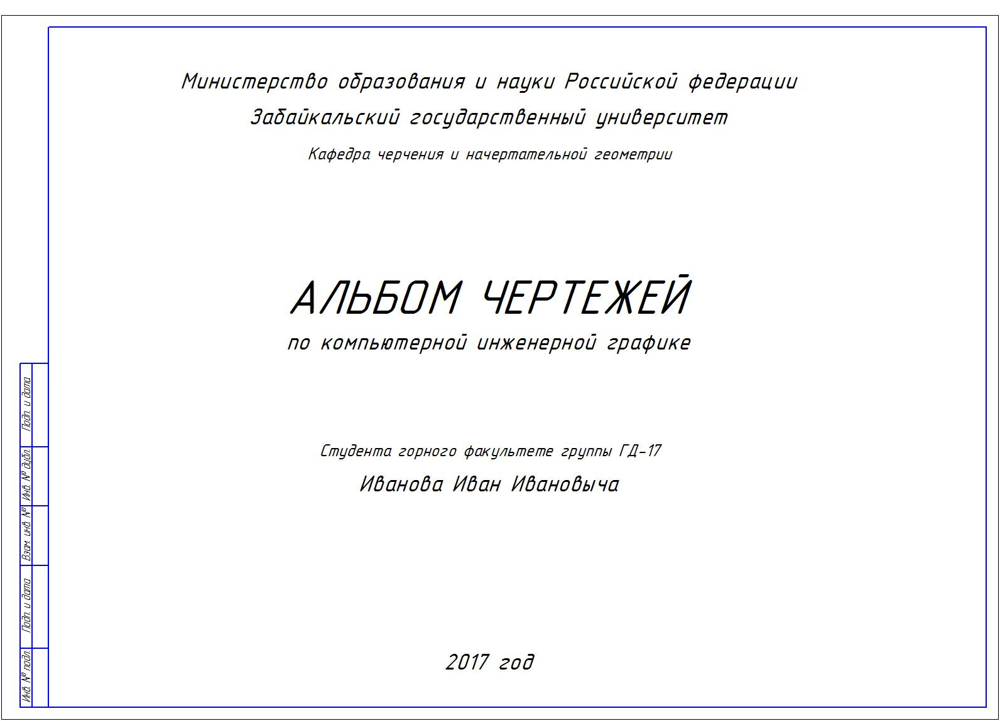 Министерство образования и науки Российской федерации
Забайкальский государственный университет
Кафедра черчения и начертательной геометрии
АЛЬБОМ ЧЕРТЕЖЕЙ
по компьютерной инженерной графике
Студента горного факультете группы ГД-17
Иванова Иван Ивановыча
2017 год
Подп. и дата
Инв. № дубл.
Взам. инв. №
Подп. и дата
Инв. № подл.